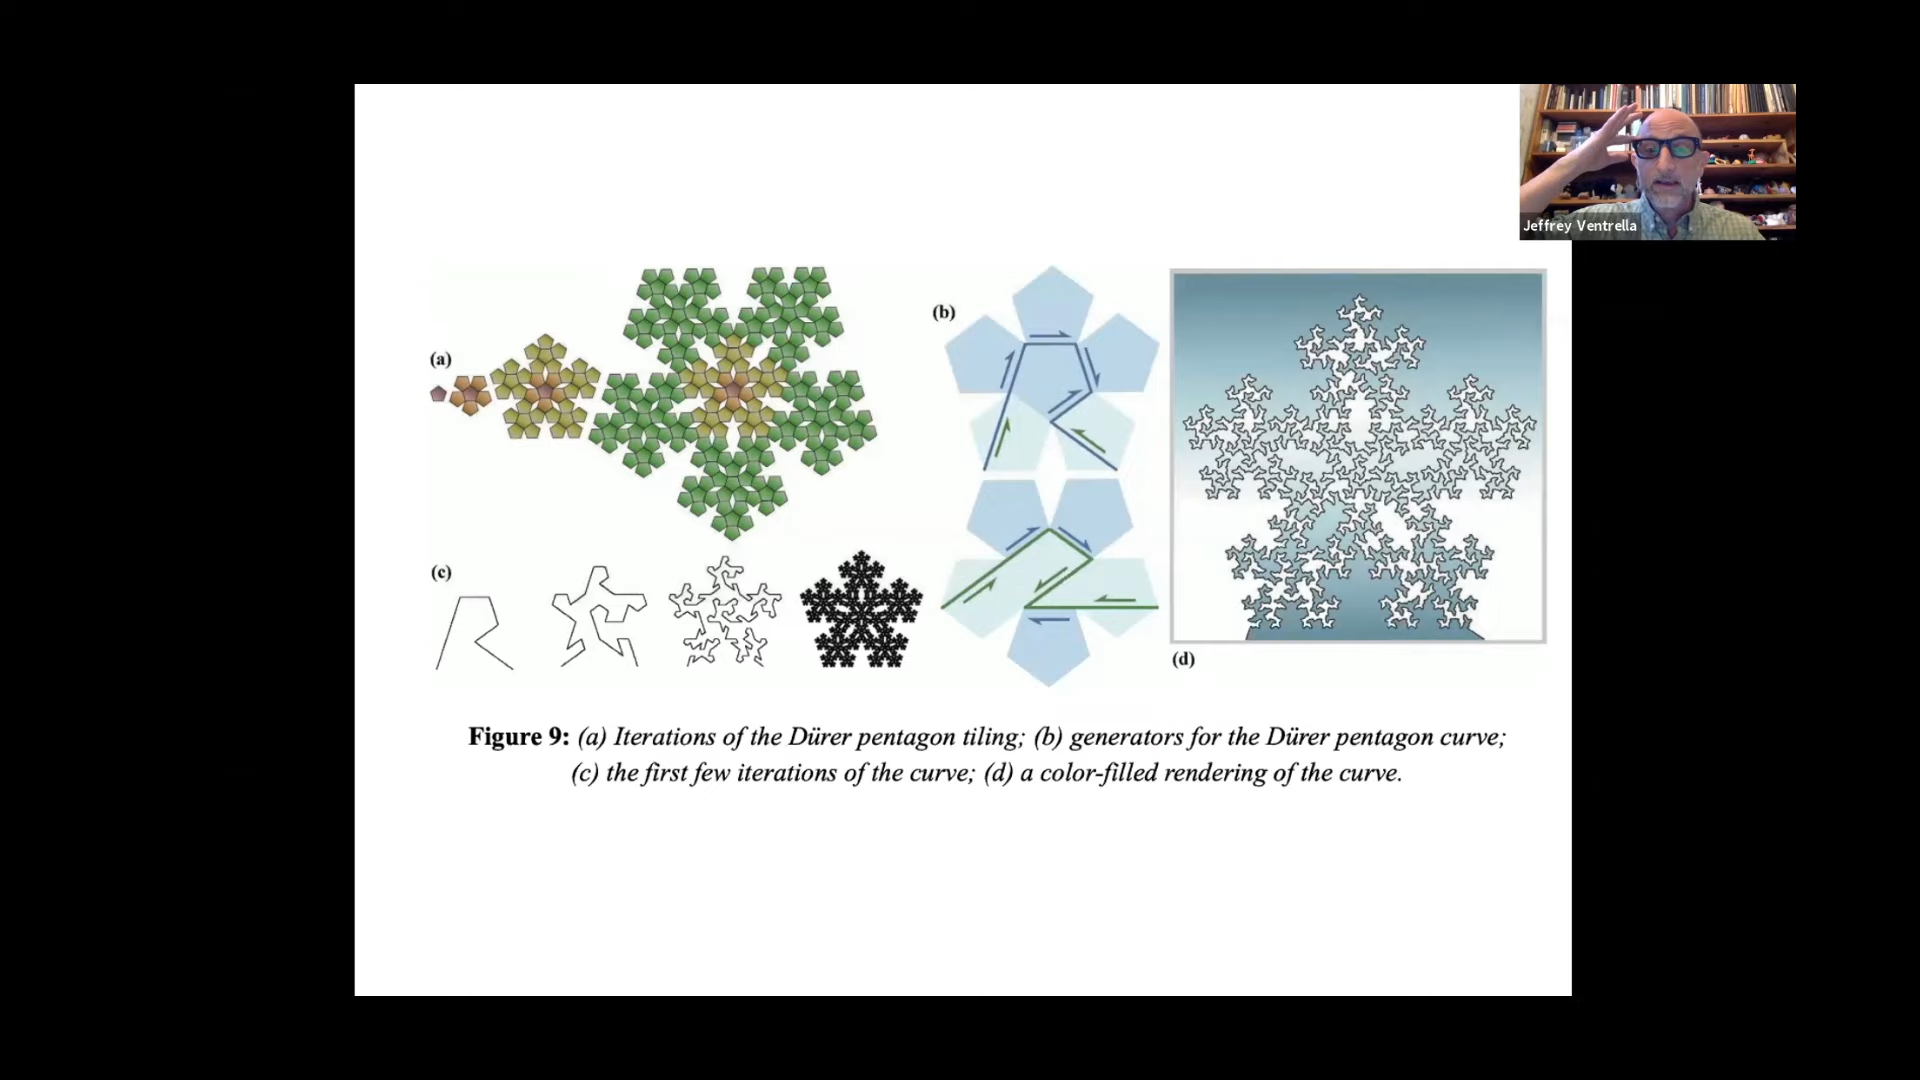 Jeffrey Ventrella
(a)
(b)
(c)
(d)
Figure 9: (a) Iterations of the Dürer pentagon tiling; (b) generators for the Dürer pentagon curve;
(c) the first few iterations of the curve; (d) a color-filled rendering of the curve.